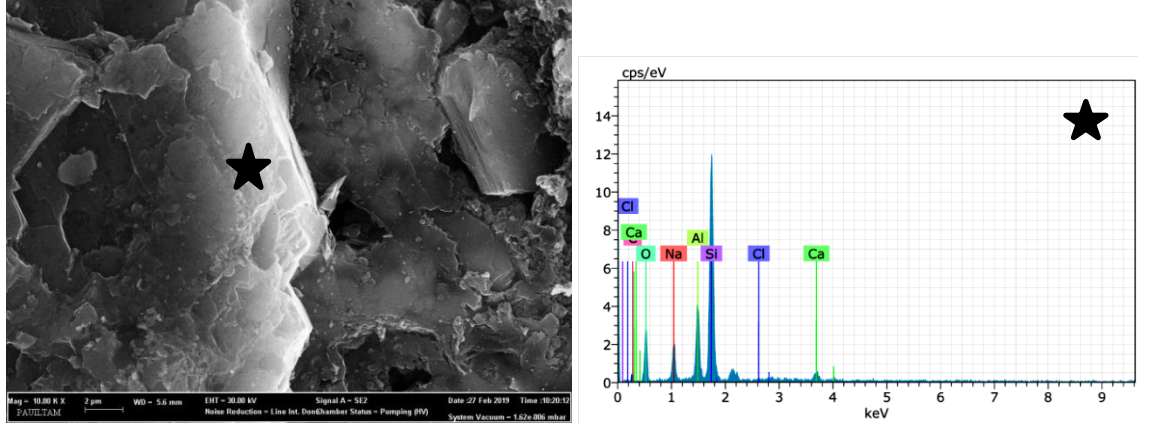 Mag = 10.00 K X
2 µm
WD = 5.6 mm
EHT = 30.00 kV
Signal A = SE2
Date :27 Feb 2019 Time :10:20:12
PAUILTAM
Noise Reduction = Line Int. Done
Chamber Status = Pumping (HV)
System Vacuum = 1.62e-006 mbar
cps/eV
14
12
10
8
6
4
2
0
Cl
Ca
C
O
Na
Al
Si
Cl
Ca
0 1 2 3 4 5 6 7 8 9
keV